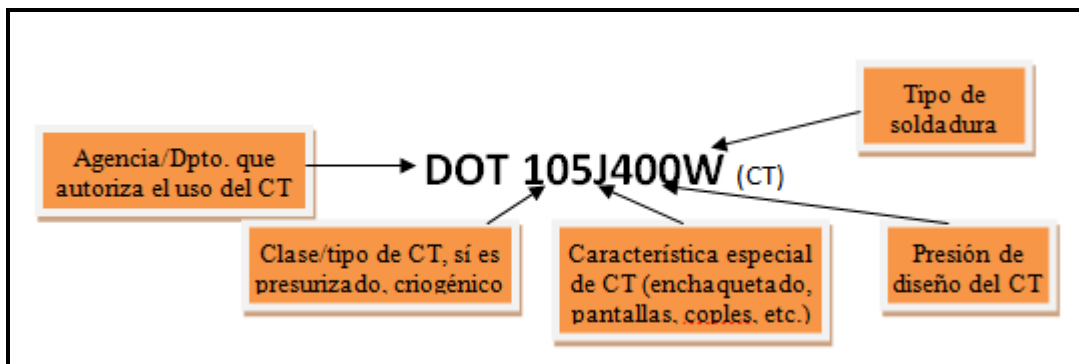 Tipo de
soldadura
Agencia/Dpto. que
autoriza el uso del CT
DOT 105J400W (CT)
Clase/tipo de CT, sí es
presurizado, criogénico
Característica especial
de CT (enchaquetado,
pantallas, coples, etc.)
Presión de
diseño del CT